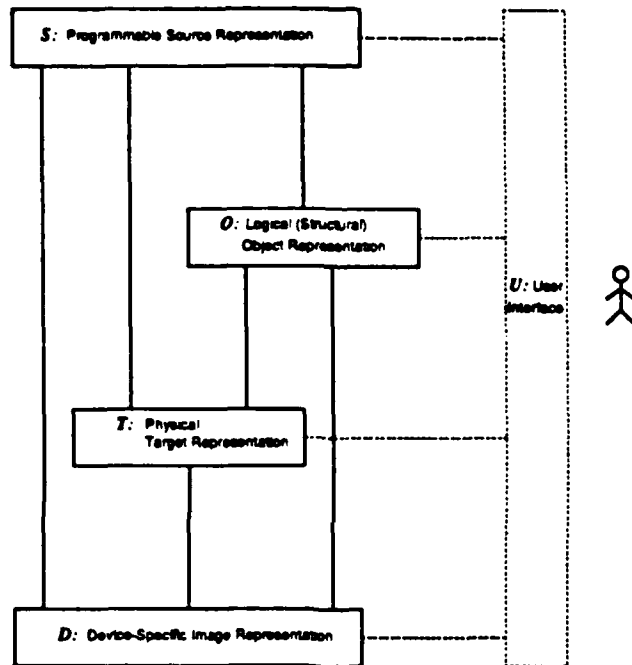 S: Programmable Source Representation
O: Logical (Structural)
Object Representation
U: User
Interface
T: Physical
Target Representation
D: Device-Specific Image Representation